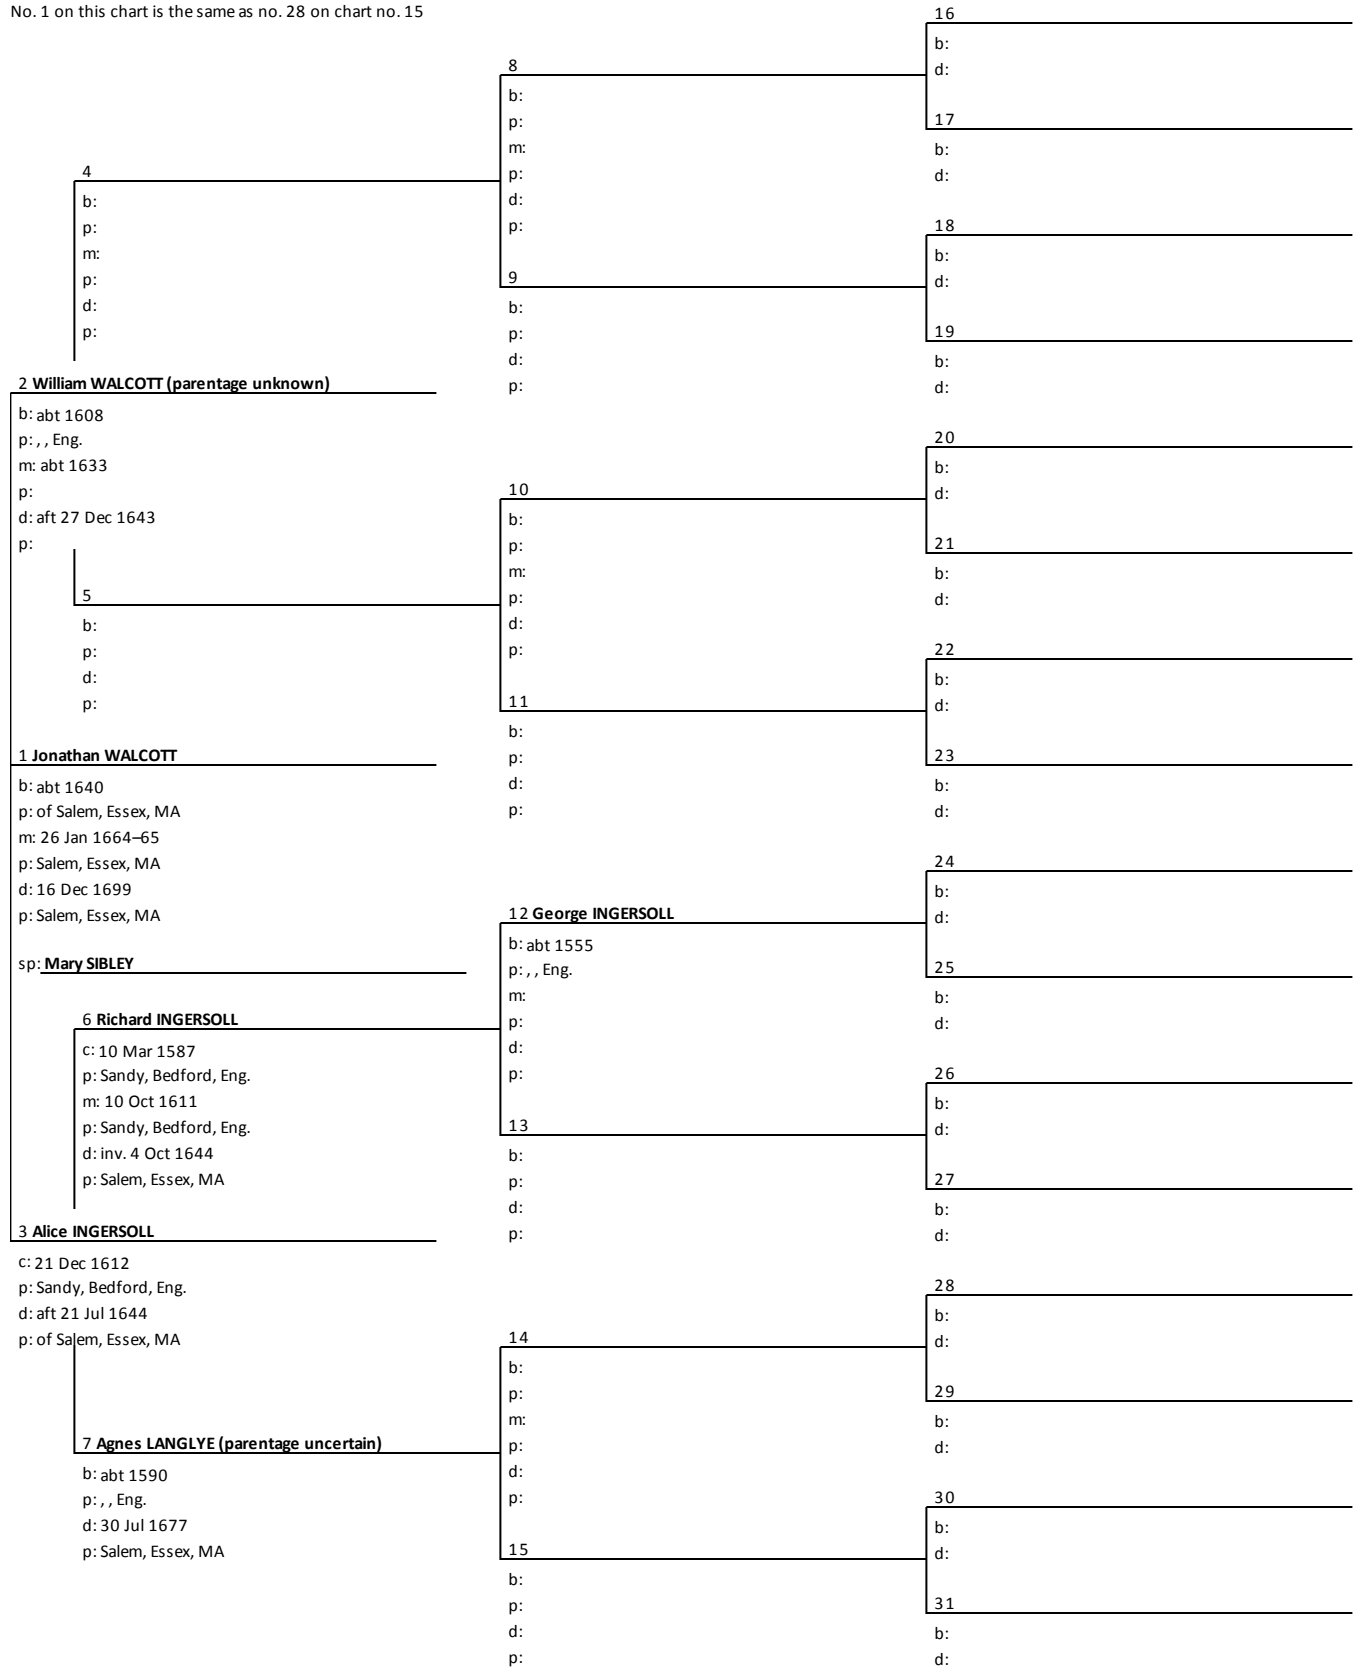 No. 1 on this chart is the same as no. 28 on chart no. 15
2 William WALCOTT (parentage unknown)
b: abt 1608
p: , , Eng.
m: abt 1633
p:
d: aft 27 Dec 1643
p:
1 Jonathan WALCOTT
b: abt 1640
p: of Salem, Essex, MA
m: 26 Jan 1664–65
p: Salem, Essex, MA
d: 16 Dec 1699
p: Salem, Essex, MA
sp: Mary SIBLEY
3 Alice INGERSOLL
c: 21 Dec 1612
p: Sandy, Bedford, Eng.
d: aft 21 Jul 1644
p: of Salem, Essex, MA
4
b:
p:
m:
p:
d:
p:
5
b:
p:
d:
p:
6 Richard INGERSOLL
c: 10 Mar 1587
p: Sandy, Bedford, Eng.
m: 10 Oct 1611
p: Sandy, Bedford, Eng.
d: inv. 4 Oct 1644
p: Salem, Essex, MA
7 Agnes LANGLYE (parentage uncertain)
b: abt 1590
p: , , Eng.
d: 30 Jul 1677
p: Salem, Essex, MA
8
b:
p:
m:
p:
d:
p:
9
b:
p:
d:
p:
10
b:
p:
m:
p:
d:
p:
11
b:
p:
d:
p:
12 George INGERSOLL
b: abt 1555
p: , , Eng.
m:
p:
d:
p:
13
b:
p:
d:
p:
14
b:
p:
m:
p:
d:
p:
15
b:
p:
d:
p:
16
b:
d:
17
b:
d:
18
b:
d:
19
b:
d:
20
b:
d:
21
b:
d:
22
b:
d:
23
b:
d:
24
b:
d:
25
b:
d:
26
b:
d:
27
b:
d:
28
b:
d:
29
b:
d:
30
b:
d:
31
b:
d: